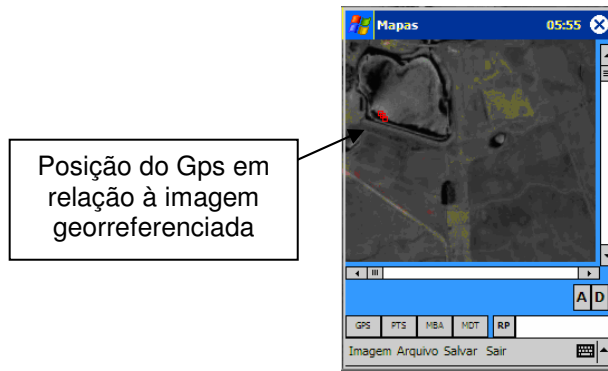 Mapas 05:55
Posição do Gps em
relação à imagem
georreferenciada
A D
GPS PTS MBA MDT RP
Imagem Arquivo Salvar Sair